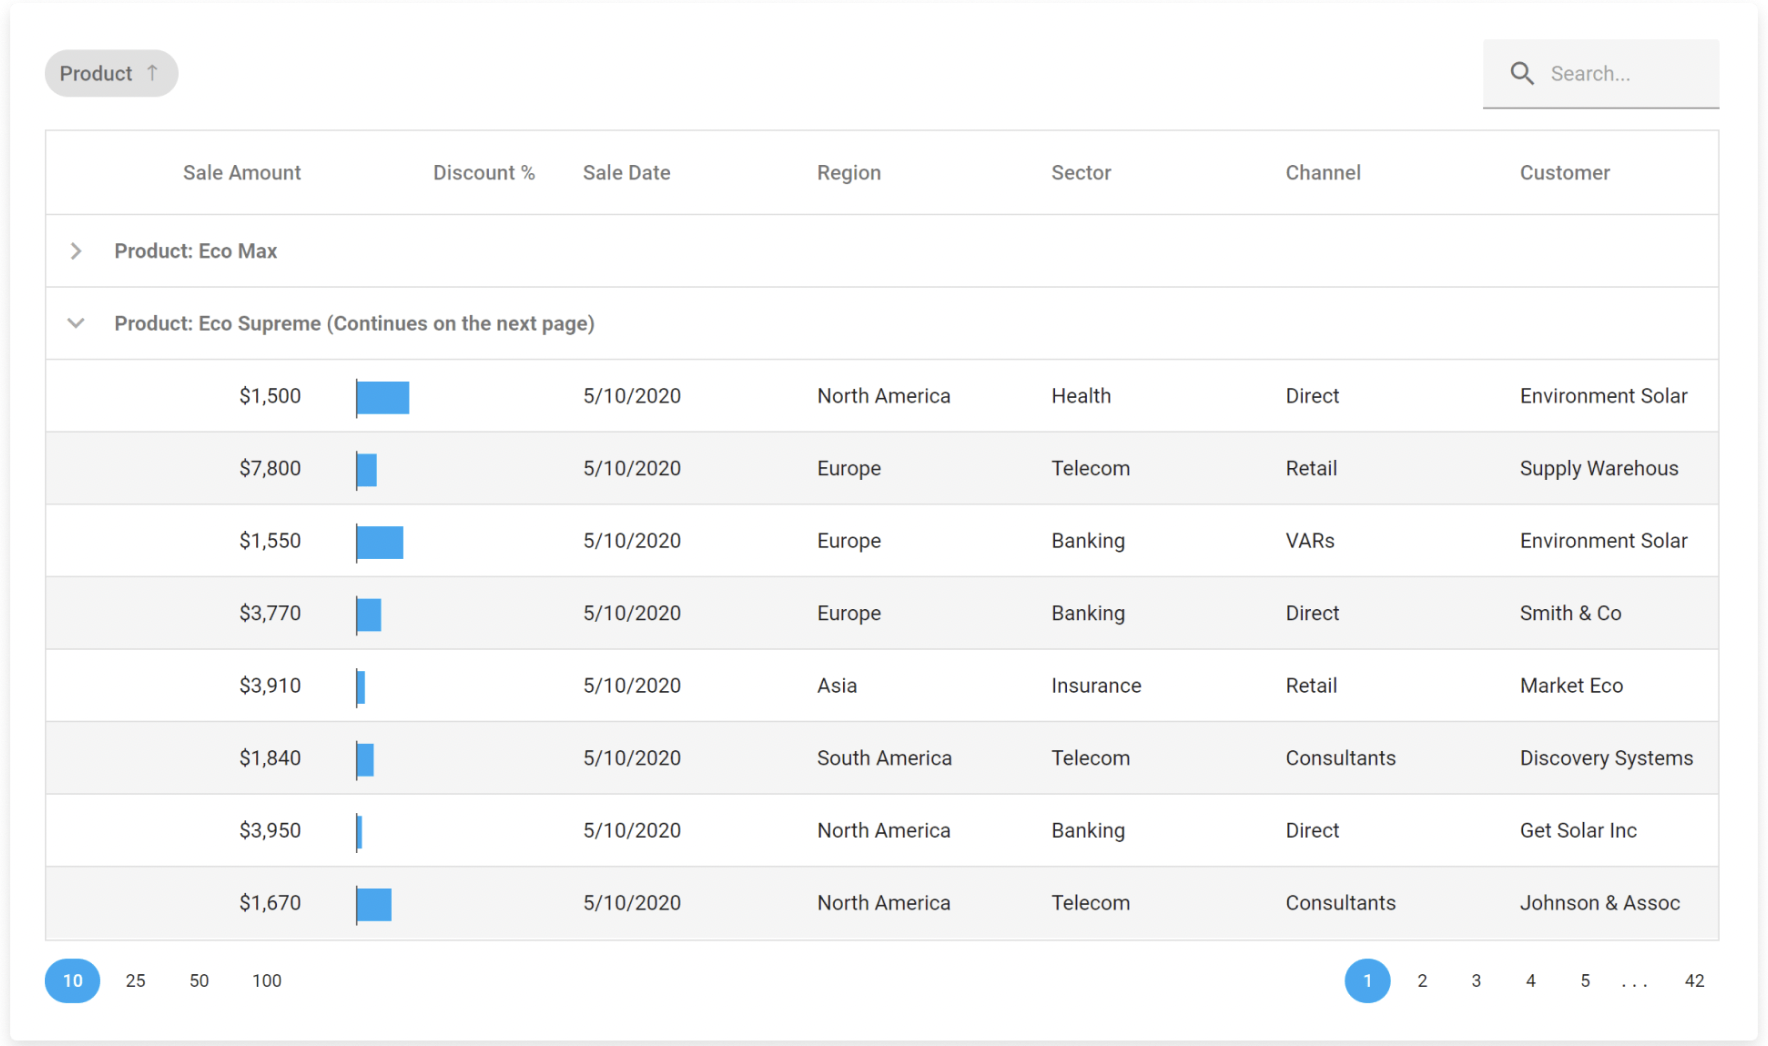 Product ↑
Search...
Sale Amount Discount % Sale Date Region Sector Channel Customer
Product: Eco Max
Product: Eco Supreme (Continues on the next page)
$1,500 5/10/2020 North America Health Direct Environment Solar
$7,800 5/10/2020 Europe Telecom Retail Supply Warehous
$1,550 5/10/2020 Europe Banking VARs Environment Solar
$3,770 5/10/2020 Europe Banking Direct Smith & Co
$3,910 5/10/2020 Asia Insurance Retail Market Eco
$1,840 5/10/2020 South America Telecom Consultants Discovery Systems
$3,950 5/10/2020 North America Banking Direct Get Solar Inc
$1,670 5/10/2020 North America Telecom Consultants Johnson & Assoc
10 25 50 100 1 2 3 4 5 ... 42